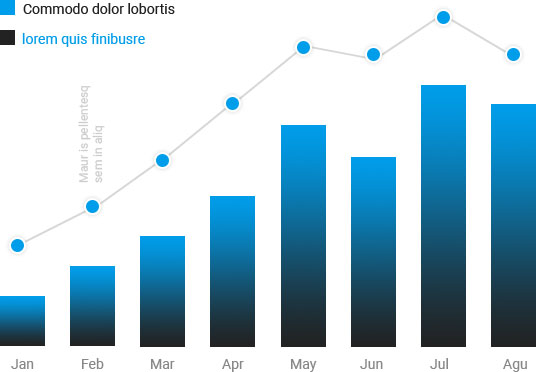 Commodo dolor lobortis
lorem quis finibusre
Maur is pellentesq
sem in aliq
Jan Feb Mar Apr May Jun Jul Agu